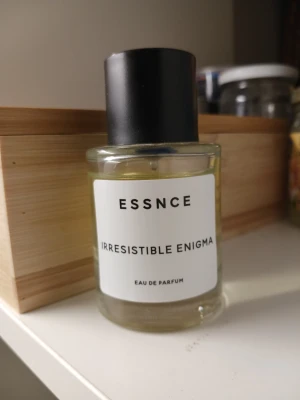 ESSNCE
IRRESISTIBLE ENIGMA
EAU DE PARFUM